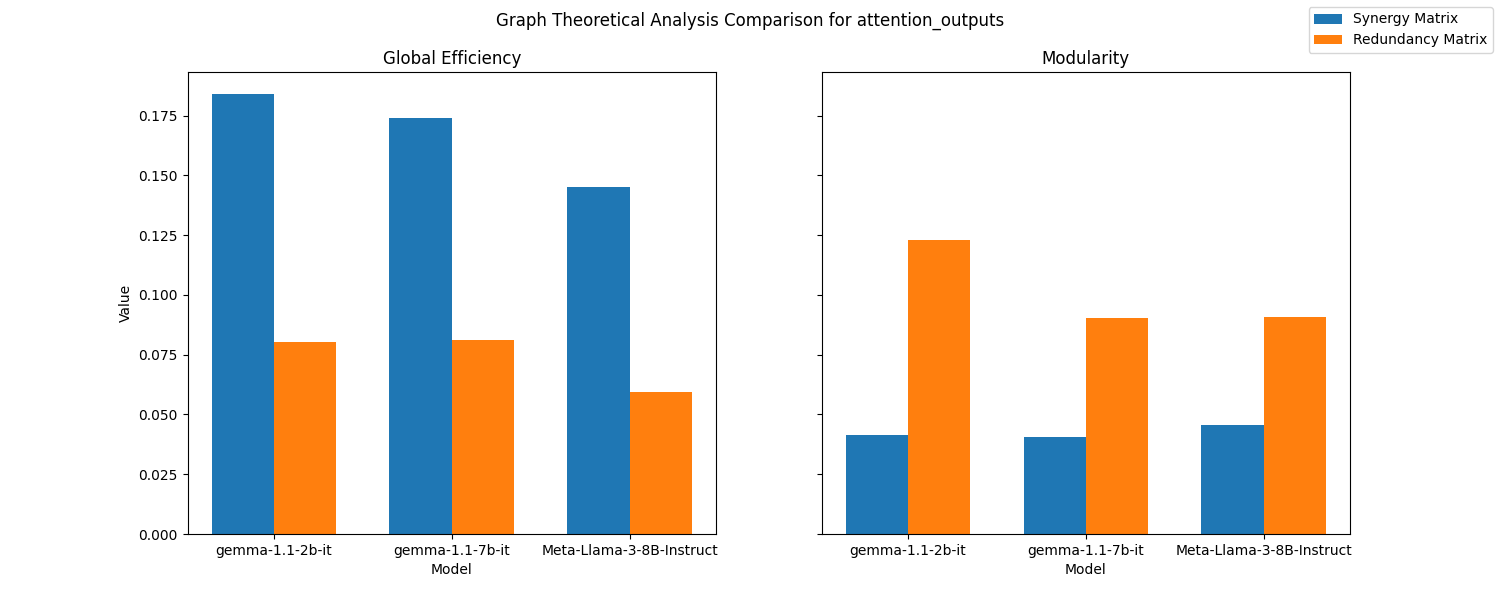 Graph Theoretical Analysis Comparison for attention_outputs
Synergy Matrix
Redundancy Matrix
Global Efficiency
Modularity
Value
0.175
0.150
0.125
0.100
0.075
0.050
0.025
0.000
gemma-1.1-2b-it
gemma-1.1-7b-it
Meta-Llama-3-8B-Instruct
Model
gemma-1.1-2b-it
gemma-1.1-7b-it
Meta-Llama-3-8B-Instruct
Model